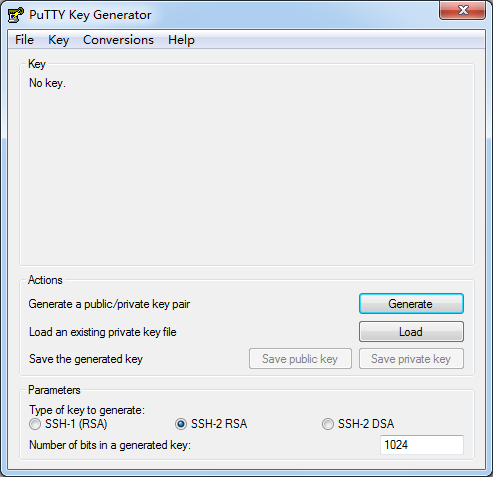 PuTTY Key Generator
File Key Conversions Help
Key
No key.
Actions
Generate a public/private key pair Generate
Load an existing private key file Load
Save the generated key Save public key Save private key
Parameters
Type of key to generate:
SSH-1 (RSA) SSH-2 RSA SSH-2 DSA
Number of bits in a generated key: 1024